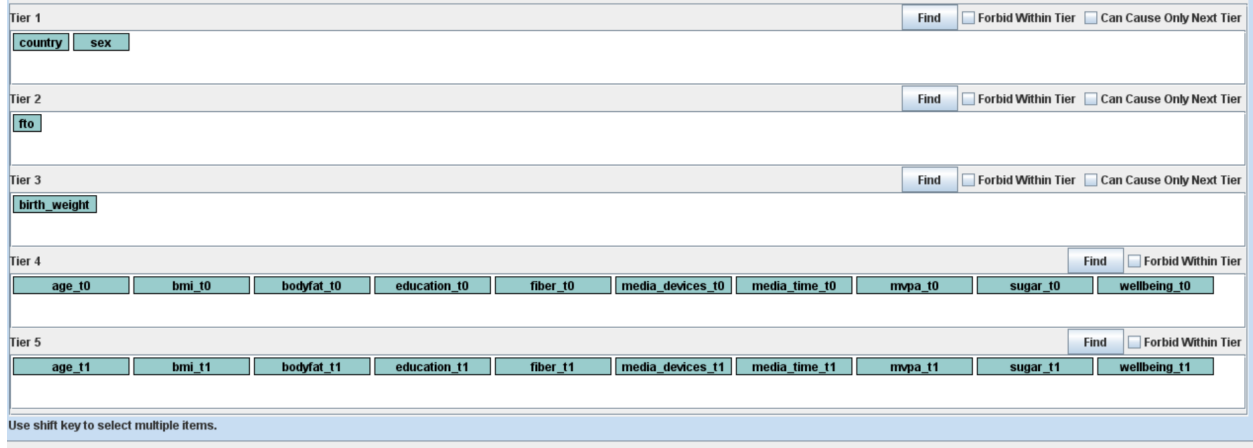 Tier 1 Find Forbid Within Tier Can Cause Only Next Tier
country sex
Tier 2 Find Forbid Within Tier Can Cause Only Next Tier
fto
Tier 3 Find Forbid Within Tier Can Cause Only Next Tier
birth_weight
Tier 4 Find Forbid Within Tier
age_t0 bmi_t0 bodyfat_t0 education_t0 fiber_t0 media_devices_t0 media_time_t0 mvpa_t0 sugar_t0 wellbeing_t0
Tier 5 Find Forbid Within Tier
age_t1 bmi_t1 bodyfat_t1 education_t1 fiber_t1 media_devices_t1 media_time_t1 mvpa_t1 sugar_t1 wellbeing_t1
Use shift key to select multiple items.